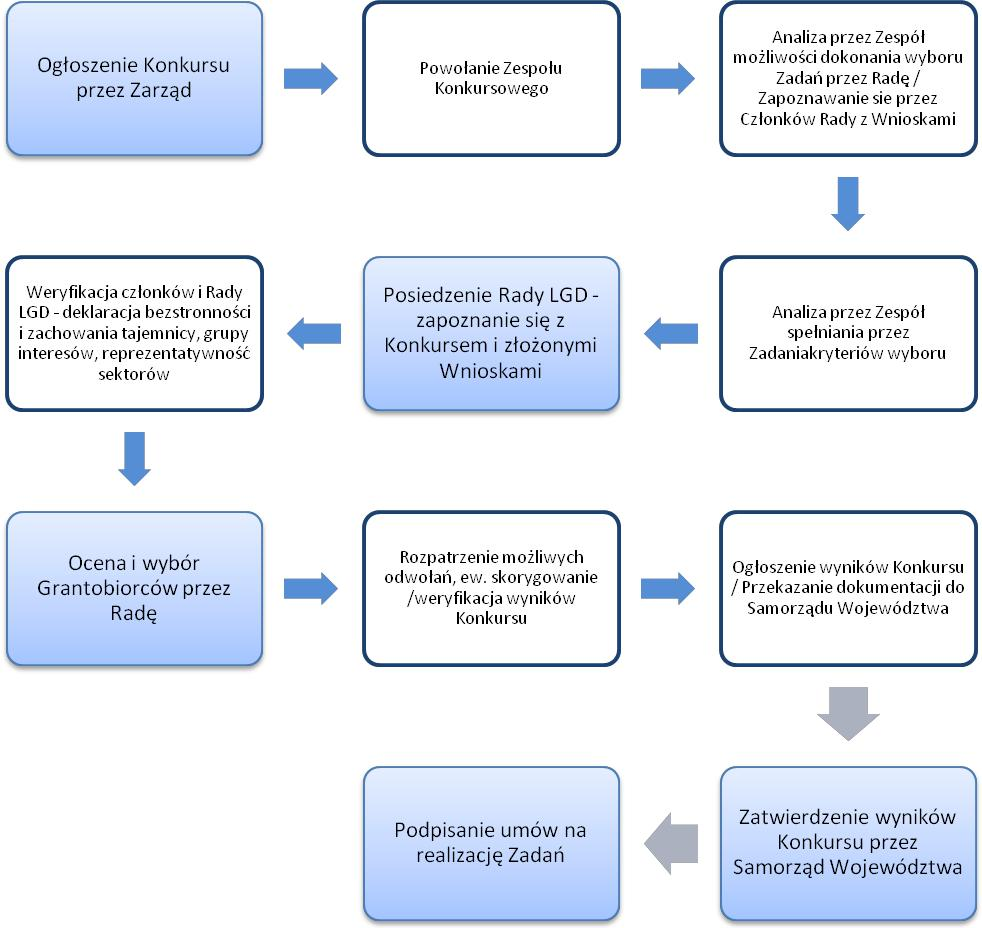 Ogłoszenie Konkursu
przez Zarząd
Powołanie Zespołu
Konkursowego
Analiza przez Zespół
możliwości dokonania wyboru
Zadań przez Radę /
Zapoznawanie sie przez
Członków Rady z Wnioskami
Analiza przez Zespół
spełniania przez
Zadaniakryteriów wyboru
Posiedzenie Rady LGD -
zapoznanie się z
Konkursem i złożonymi
Wnioskami
Weryfikacja członków i Rady
LGD - deklaracja bezstronności
i zachowania tajemnicy, grupy
interesów, reprezentatywność
sektorów
Ocena i wybór
Grantobiorców przez
Radę
Rozpatrzenie możliwych
odwołań, ew. skorygowanie
/weryfikacja wyników
Konkursu
Ogłoszenie wyników Konkursu
/ Przekazanie dokumentacji do
Samorządu Województwa
Zatwierdzenie wyników
Konkursu przez
Samorząd Województwa
Podpisanie umów na
realizację Zadań